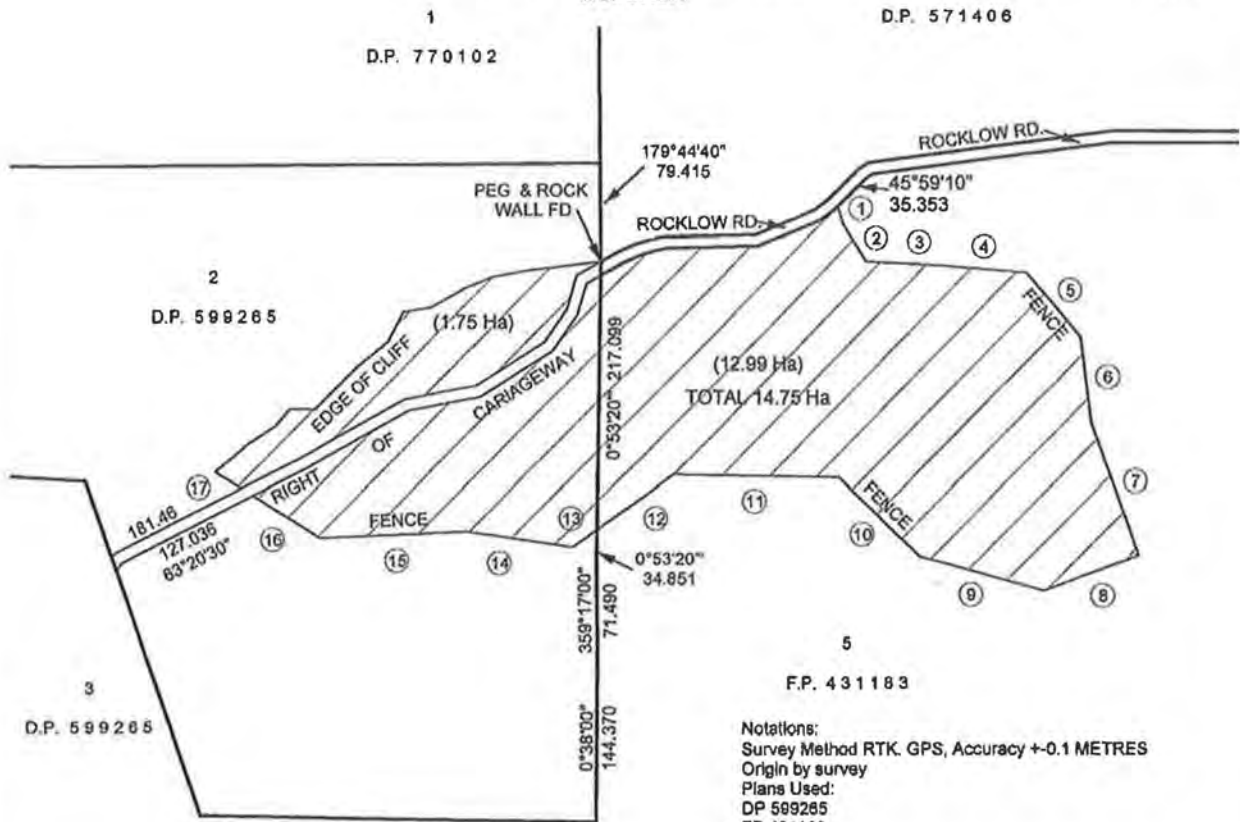 1
D.P. 770102
D.P. 571406
179°44'40"
79.415
ROCKLOW RD.
45°59'10"
35.353
PEG & ROCK
WALL FD
ROCKLOW RD.
1
2
3
4
5
6
7
8
9
10
11
12
13
14
15
16
17
FENCE
2
D.P. 599265
(1.75 Ha)
EDGE OF CLIFF
RIGHT OF CARIAGEWAY
0°53'20" 217.099
(12.99 Ha)
TOTAL 14.75 Ha
FENCE
FENCE
181.46
127.036
63°20'30"
0°53'20"
34.851
359°17'00"
71.490
0°38'00"
144.370
3
D.P. 599265
5
F.P. 431183
Notations:
Survey Method RTK. GPS, Accuracy +-0.1 METRES
Origin by survey
Plans Used:
DP 599265